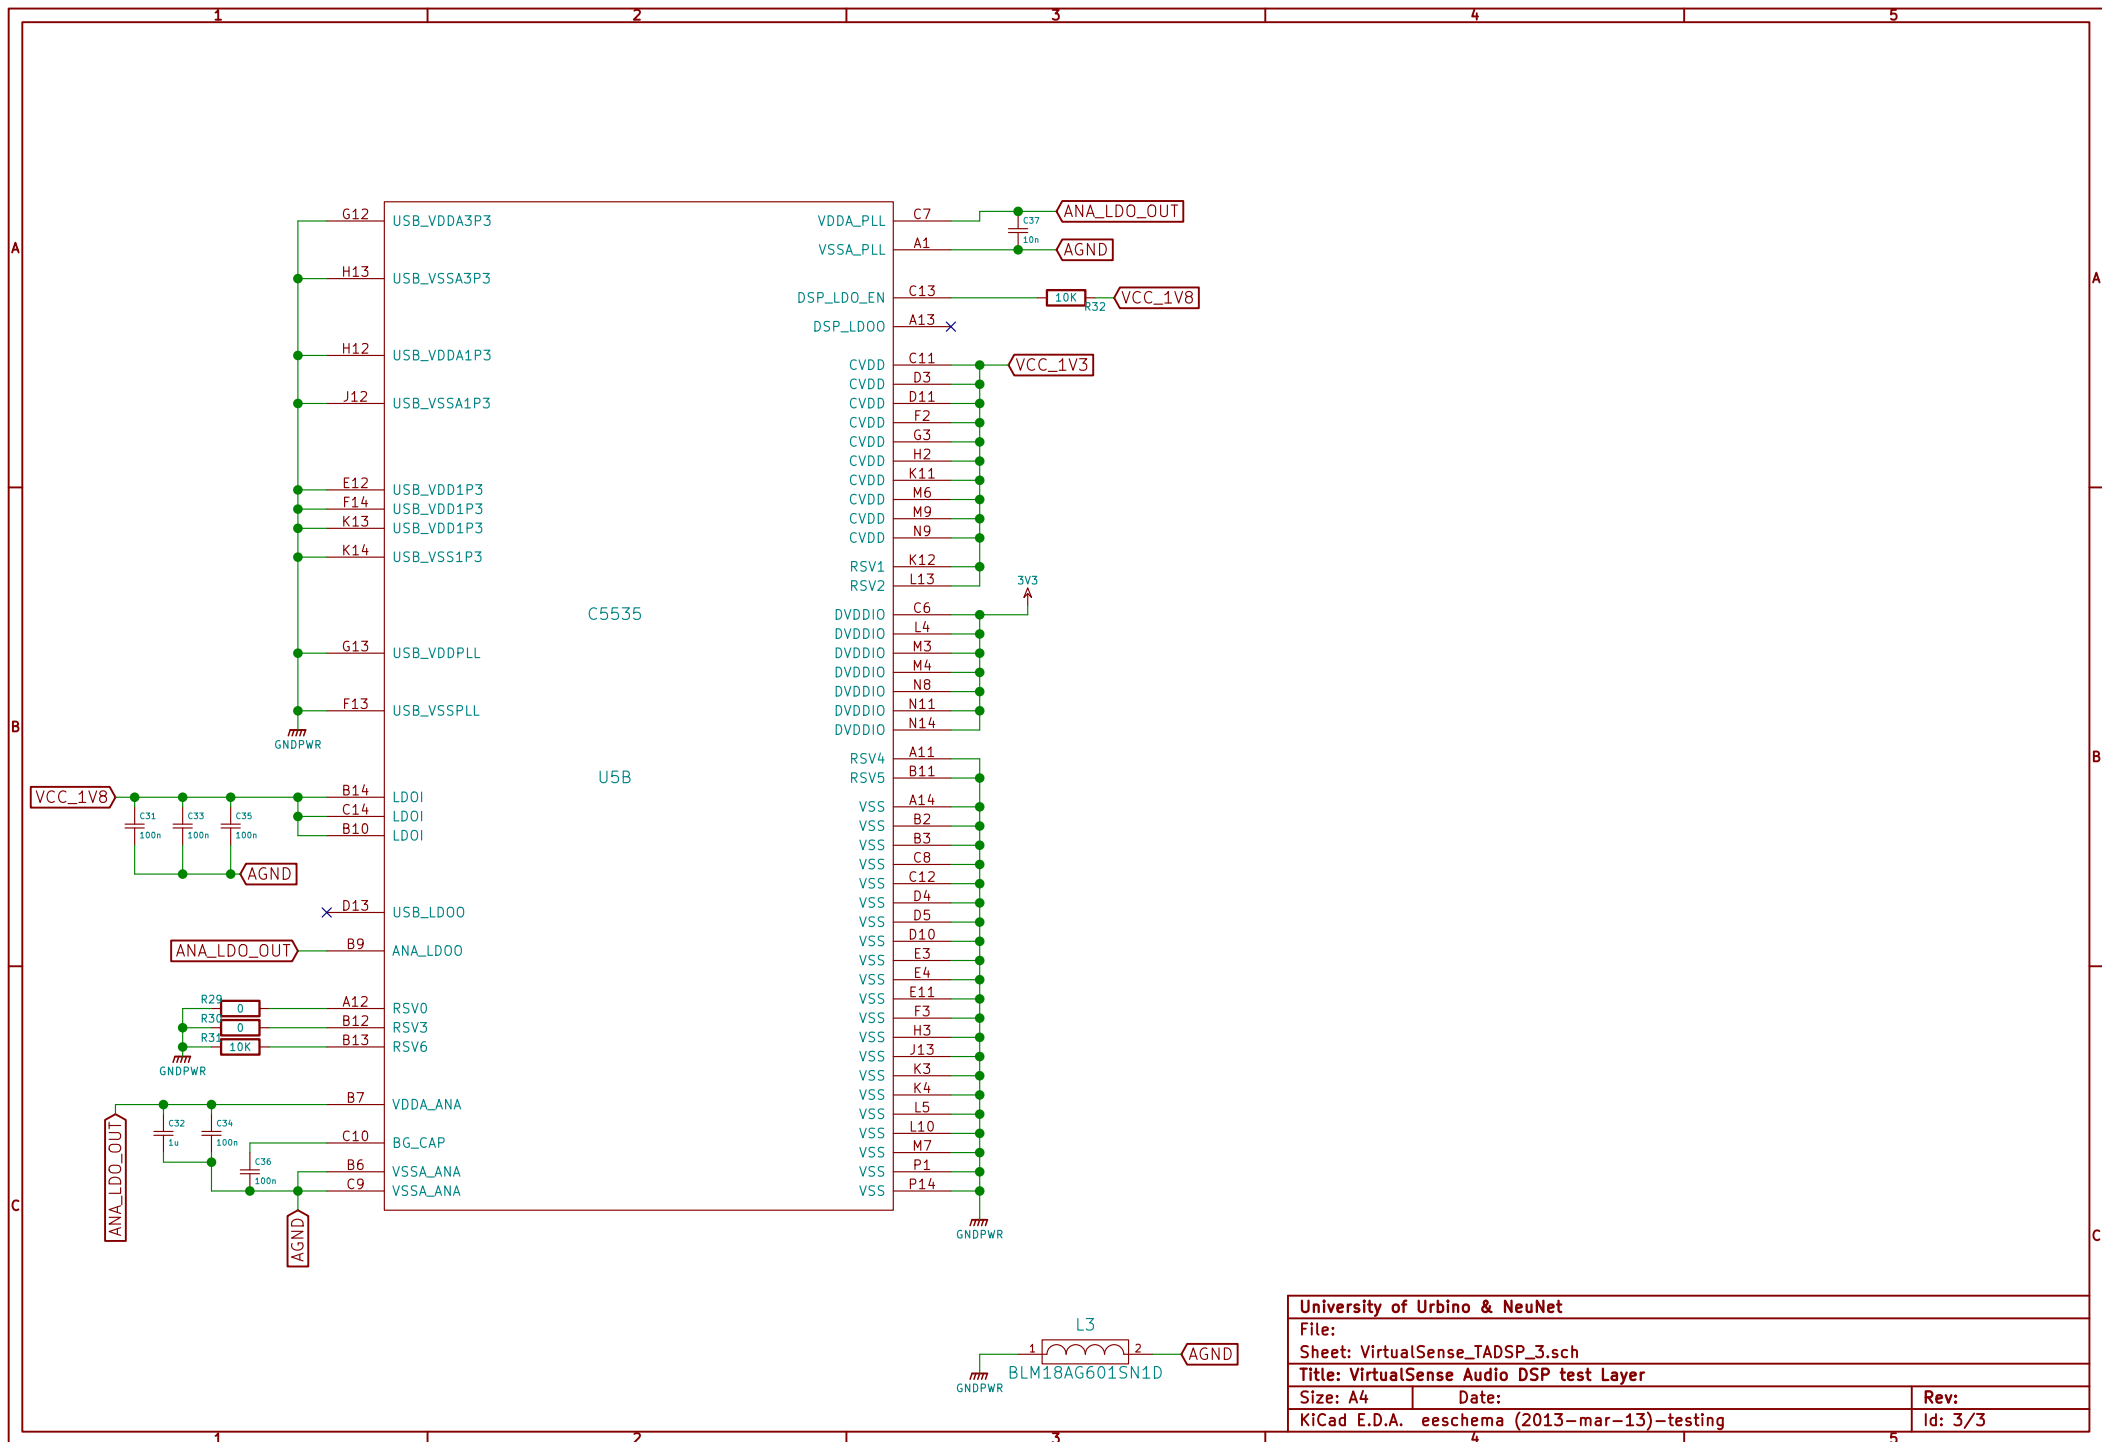 1 2 3 4 5
A
A
B
B
C
C
1 2 3 4 5
G12 USB_VDDA3P3
H13 USB_VSSA3P3
H12 USB_VDDA1P3
J12 USB_VSSA1P3
E12 USB_VDD1P3
F14 USB_VDD1P3
K13 USB_VDD1P3
K14 USB_VSS1P3
G13 USB_VDDPLL
F13 USB_VSSPLL
GNDPWR
VCC_1V8
B14 LDOI
C14 LDOI
B10 LDOI
C31
100n
C33
100n
C35
100n
AGND
D13 USB_LDOO
ANA_LDO_OUT
B9 ANA_LDOO
R29 0 A12 RSV0
R30 0 B12 RSV3
R31 10K B13 RSV6
GNDPWR
ANA_LDO_OUT
B7 VDDA_ANA
C32
1u
C34
100n
C10 BG_CAP
C36
100n
B6 VSSA_ANA
C9 VSSA_ANA
AGND
C5535
U5B
VDDA_PLL C7
C37
10n
ANA_LDO_OUT
VSSA_PLL A1
AGND
DSP_LDO_EN C13
10K
R32
VCC_1V8
DSP_LDOO A13
CVDD C11
VCC_1V3
CVDD D3
CVDD D11
CVDD F2
CVDD G3
CVDD H2
CVDD K11
CVDD M6
CVDD M9
CVDD N9
RSV1 K12
RSV2 L13
3V3
DVDDIO C6
DVDDIO L4
DVDDIO M3
DVDDIO M4
DVDDIO N8
DVDDIO N11
DVDDIO N14
RSV4 A11
RSV5 B11
VSS A14
VSS B2
VSS B3
VSS C8
VSS C12
VSS D4
VSS D5
VSS D10
VSS E3
VSS E4
VSS E11
VSS F3
VSS H3
VSS J13
VSS K3
VSS K4
VSS L5
VSS L10
VSS M7
VSS P1
VSS P14
GNDPWR
L3
1 2
BLM18AG601SN1D
AGND
GNDPWR
University of Urbino & NeuNet
File:
Sheet: VirtualSense_TADSP_3.sch
Title: VirtualSense Audio DSP test Layer
Size: A4 Date: Rev:
KiCad E.D.A. eeschema (2013-mar-13)-testing Id: 3/3